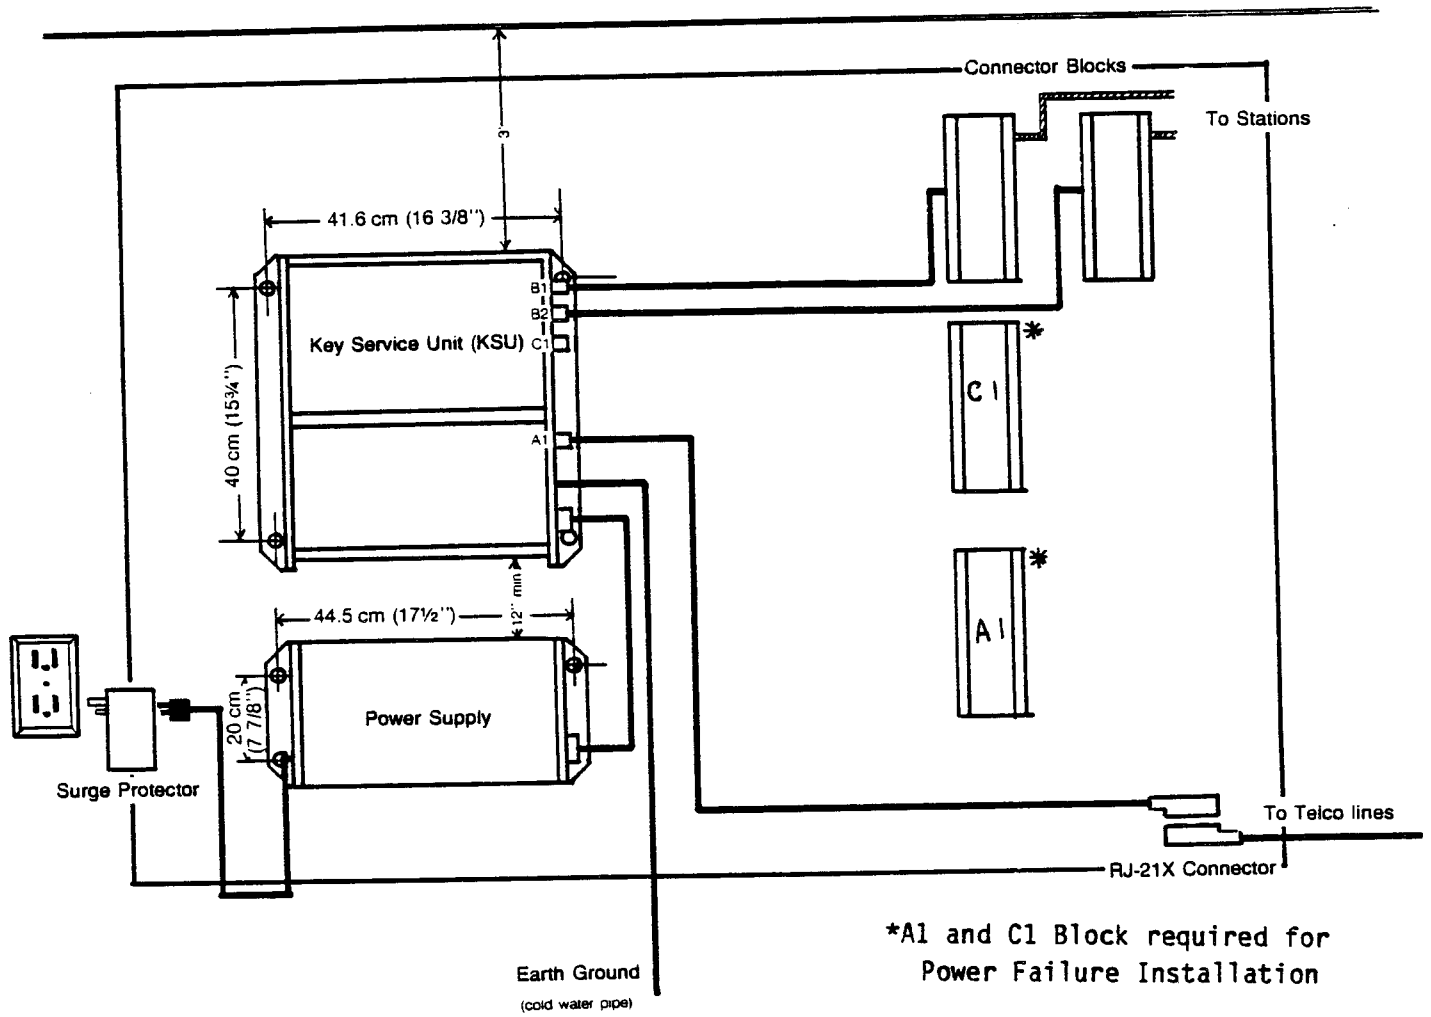 Connector Blocks
To Stations
3'
41.6 cm (16 3/8'')
B1
B2
Key Service Unit (KSU)
C1
40 cm (15¾'')
C1
A1
12'' min
44.5 cm (17½'')
A1
20 cm
(7 7/8'')
Power Supply
Surge Protector
To Telco lines
RJ-21X Connector
*A1 and C1 Block required for
Power Failure Installation
Earth Ground
(cold water pipe)